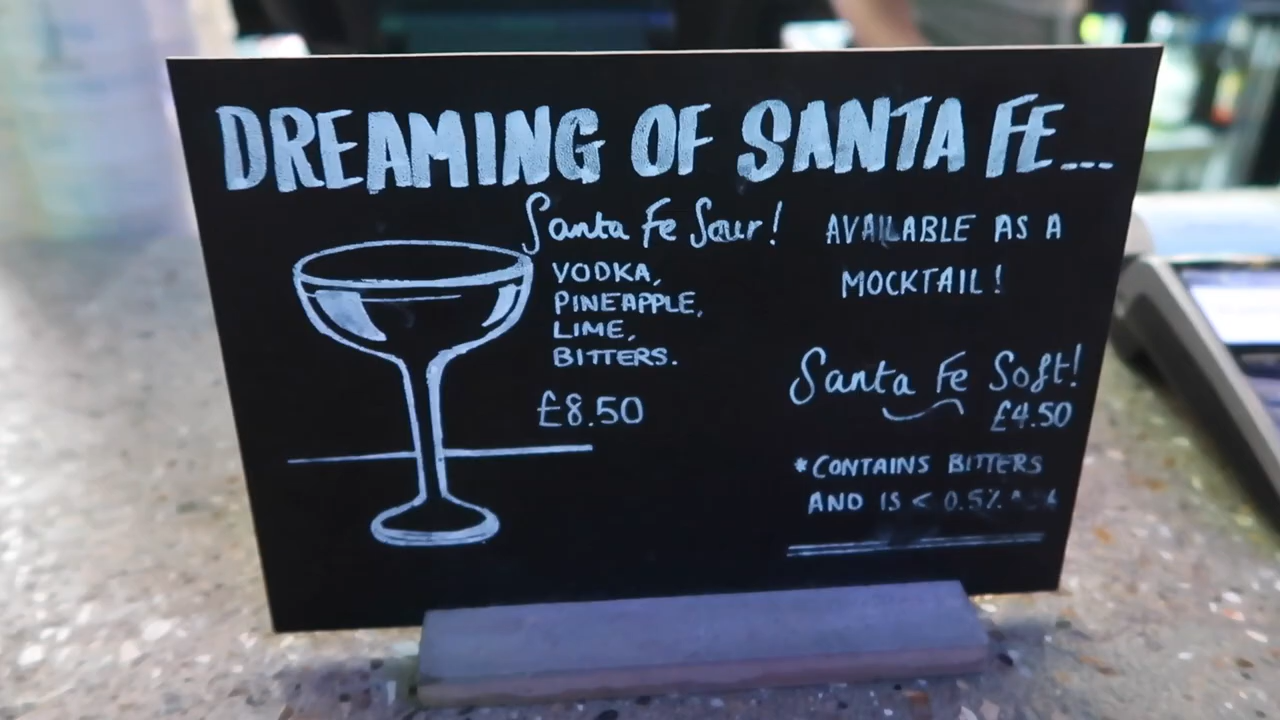 DREAMING OF SANTA FE...
Santa Fe Sour!
VODKA,
PINEAPPLE,
LIME,
BITTERS.
£8.50
AVAILABLE AS A
MOCKTAIL!
Santa Fe Soft!
£4.50
*CONTAINS BITTERS
AND IS < 0.5%